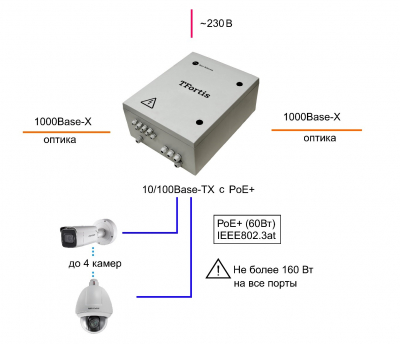 ~230 В
TFortis
1000Base-X
оптика
1000Base-X
оптика
10/100Base-TX с PoE+
PoE+ (60Вт)
IEEE802.3at
до 4 камер
Не более 160 Вт
на все порты